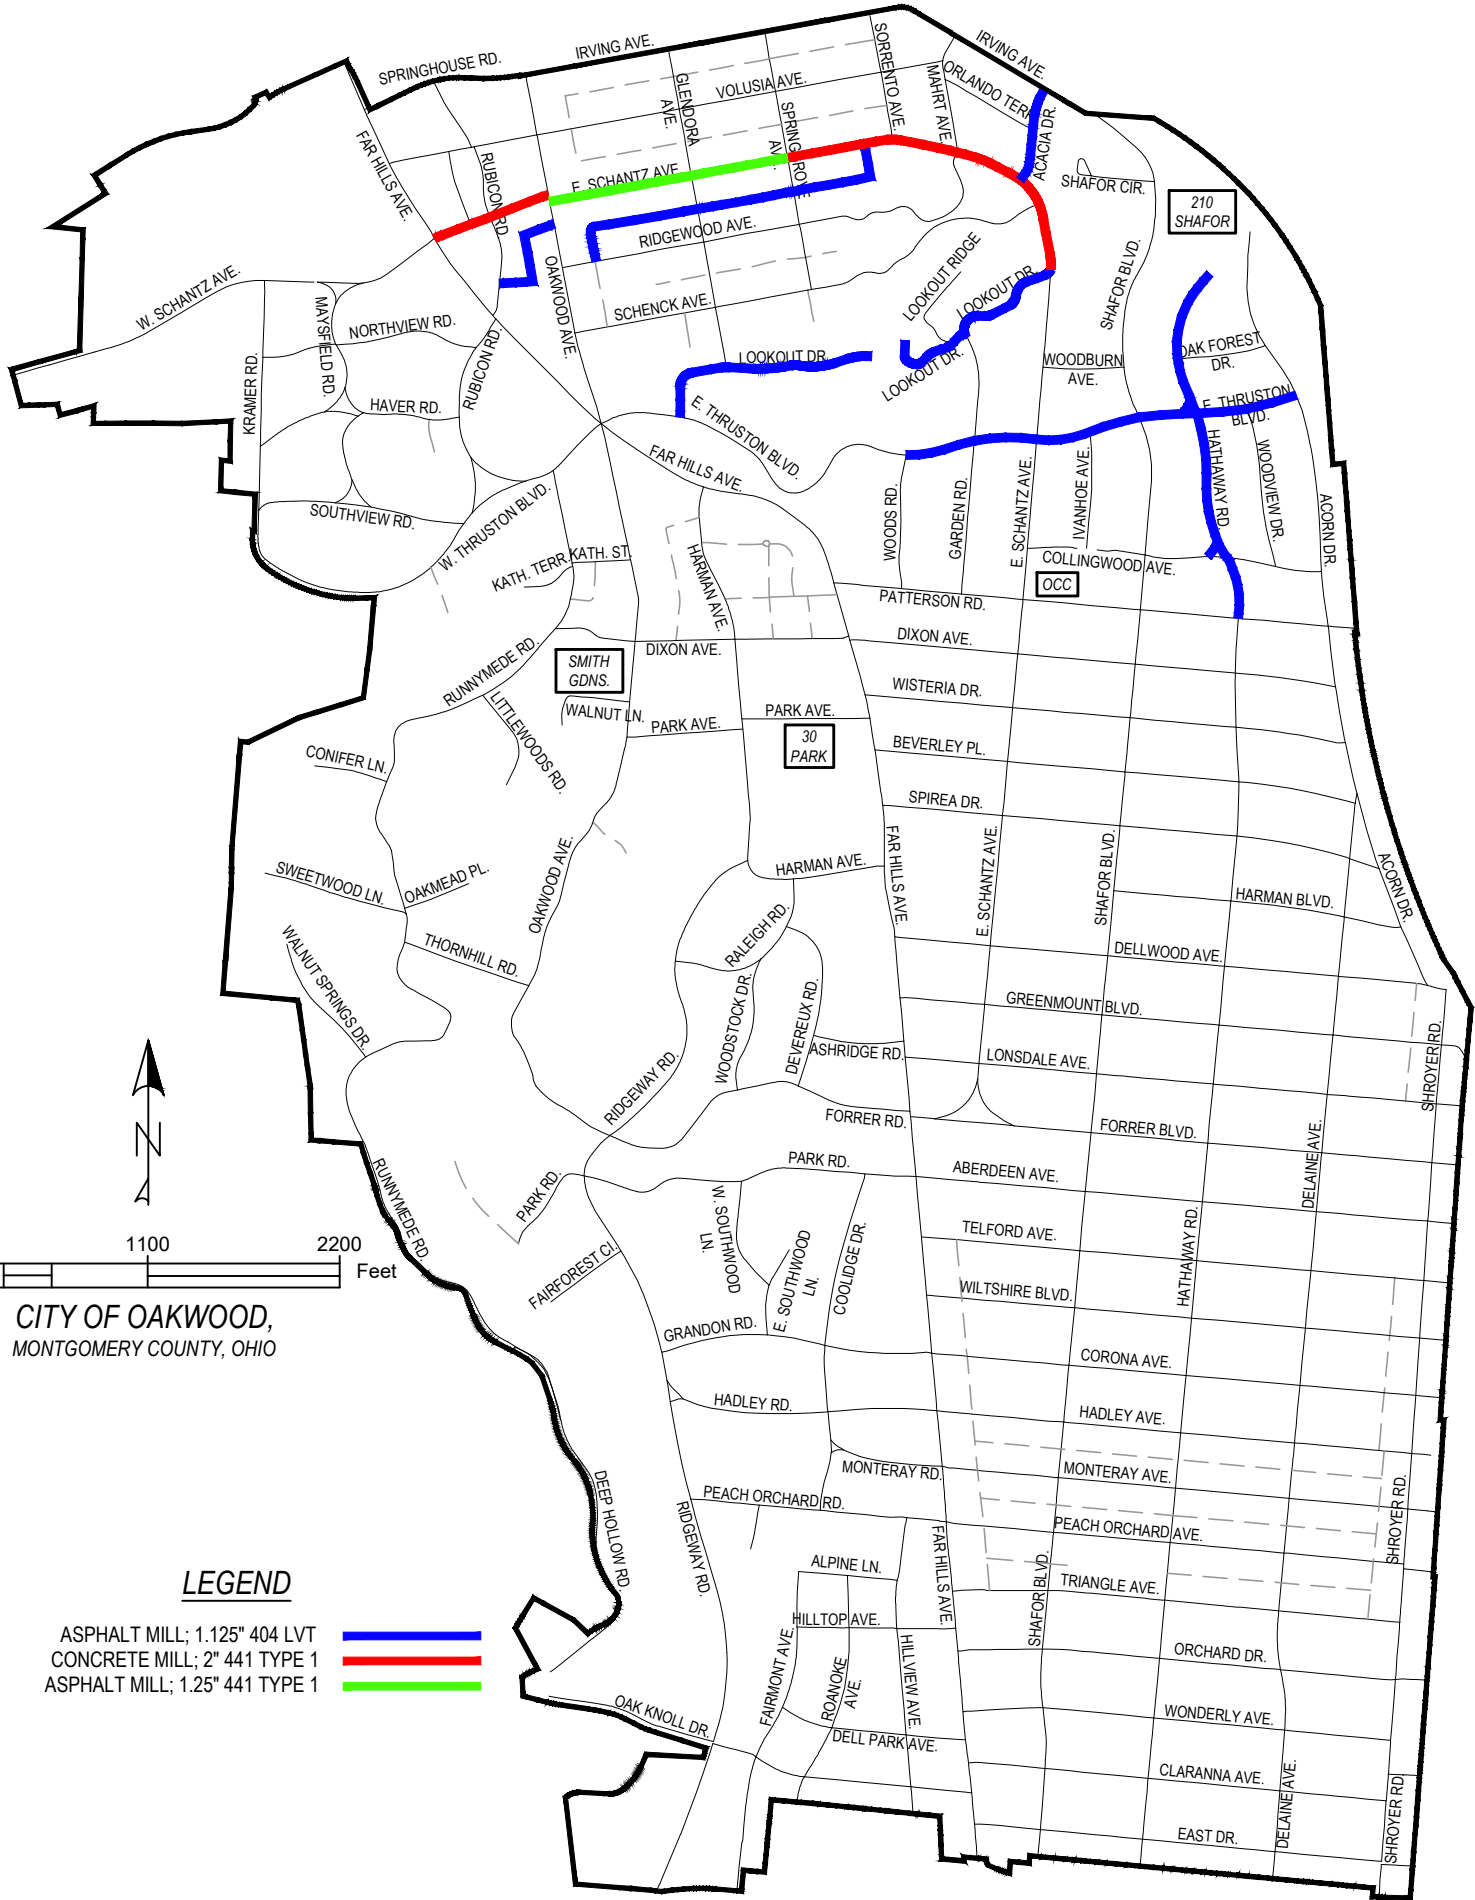 IRVING AVE.
SPRINGHOUSE RD.
IRVING AVE.
SORRENTO AVE.
MAHRT AVE.
ORLANDO TERR.
ACACIA DR.
VOLUSIA AVE.
GLENDORA
AVE.
SPRING GROVE
AVE.
FAR HILLS AVE.
RUBICON RD.
E. SCHANTZ AVE.
SHAFOR CIR.
210
SHAFOR
RIDGEWOOD AVE.
OAKWOOD AVE.
LOOKOUT RIDGE
LOOKOUT DR.
SHAFOR BLVD.
W. SCHANTZ AVE.
MAYSFIELD RD.
NORTHVIEW RD.
SCHENCK AVE.
RUBICON RD.
LOOKOUT DR.
LOOKOUT DR.
WOODBURN
AVE.
OAK FOREST
DR.
KRAMER RD.
HAVER RD.
E. THRUSTON BLVD.
E. THRUSTON
BLVD.
FAR HILLS AVE.
HATHAWAY RD.
WOODVIEW DR.
SOUTHVIEW RD.
W. THRUSTON BLVD.
WOODS RD.
GARDEN RD.
E. SCHANTZ AVE.
IVANHOE AVE.
ACORN DR.
KATH. TERR.
KATH. ST.
HARMAN AVE.
COLLINGWOOD AVE.
OCC
PATTERSON RD.
DIXON AVE.
DIXON AVE.
RUNNYMEDE RD.
SMITH
GDNS.
WISTERIA DR.
LITTLEWOODS RD.
WALNUT LN.
PARK AVE.
PARK AVE.
30
PARK
BEVERLEY PL.
CONIFER LN.
SPIREA DR.
FAR HILLS AVE.
E. SCHANTZ AVE.
SHAFOR BLVD.
ACORN DR.
HARMAN AVE.
SWEETWOOD LN.
OAKMEAD PL.
OAKWOOD AVE.
HARMAN BLVD.
RALEIGH RD.
THORNHILL RD.
WALNUT SPRINGS DR.
DELLWOOD AVE.
WOODSTOCK DR.
DEVEREUX RD.
GREENMOUNT BLVD.
ASHRIDGE RD.
LONSDALE AVE.
SHROYER RD.
RIDGEWAY RD.
FORRER RD.
FORRER BLVD.
N
DELAINE AVE.
PARK RD.
ABERDEEN AVE.
RUNNYMEDE RD.
PARK RD.
W. SOUTHWOOD
LN.
E. SOUTHWOOD
LN.
COOLIDGE DR.
TELFORD AVE.
HATHAWAY RD.
1100
2200
Feet
FAIRFOREST CI.
WILTSHIRE BLVD.
CITY OF OAKWOOD,
MONTGOMERY COUNTY, OHIO
GRANDON RD.
CORONA AVE.
HADLEY RD.
HADLEY AVE.
MONTERAY RD.
MONTERAY AVE.
DEEP HOLLOW RD.
RIDGEWAY RD.
PEACH ORCHARD RD.
PEACH ORCHARD AVE.
SHROYER RD.
FAR HILLS AVE.
ALPINE LN.
TRIANGLE AVE.
SHAFOR BLVD.
LEGEND
HILLTOP AVE.
ASPHALT MILL; 1.125" 404 LVT
CONCRETE MILL; 2" 441 TYPE 1
ASPHALT MILL; 1.25" 441 TYPE 1
FAIRMONT AVE.
ROANOKE
AVE.
HILLVIEW AVE.
ORCHARD DR.
OAK KNOLL DR.
WONDERLY AVE.
DELL PARK AVE.
CLARANNA AVE.
DELAINE AVE.
SHROYER RD.
EAST DR.